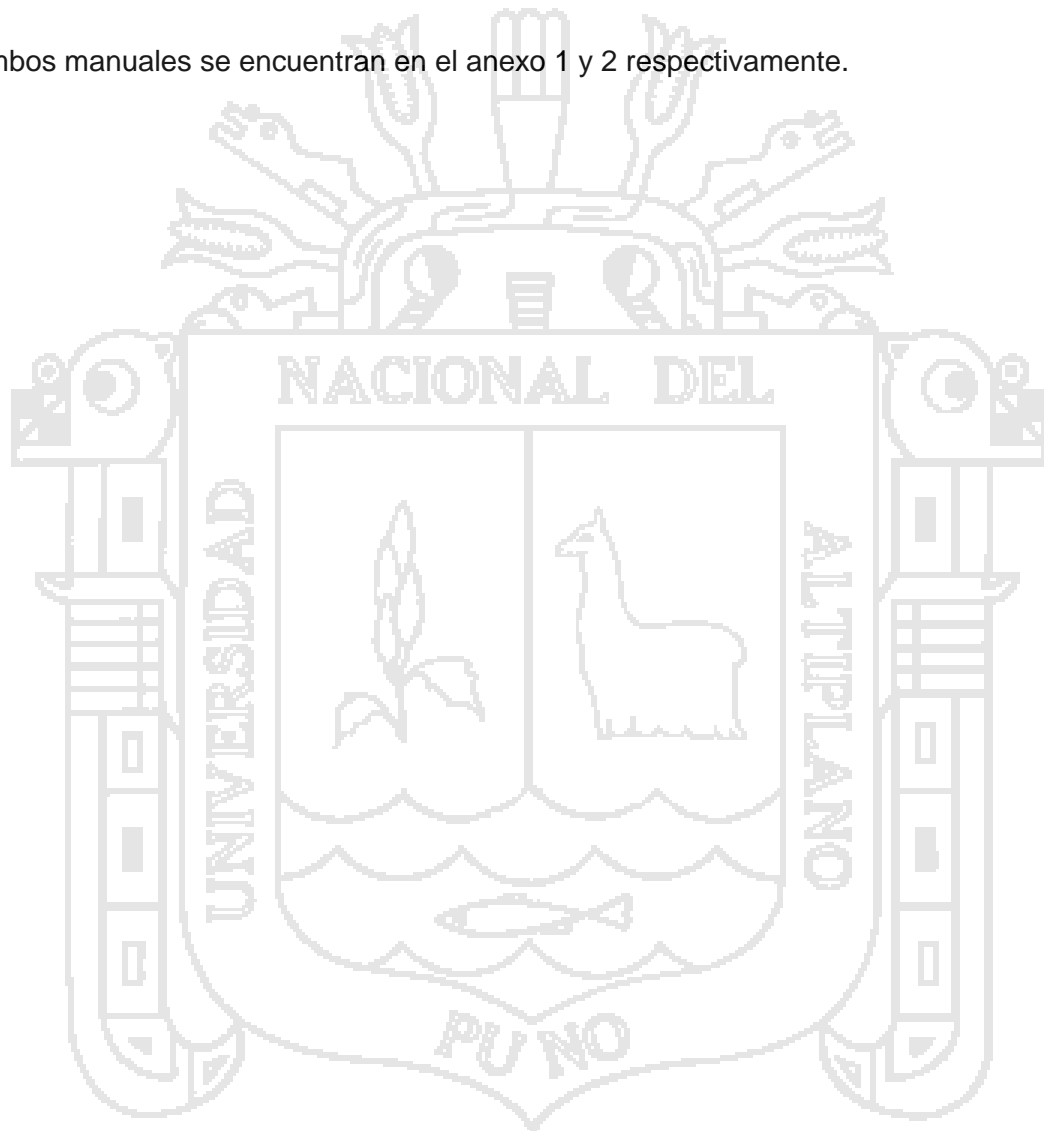 mbos manuales se encuentran en el anexo 1 y 2 respectivamente.
NACIONAL DEL
UNIVERSIDAD
ALTIPLANO
PUNO